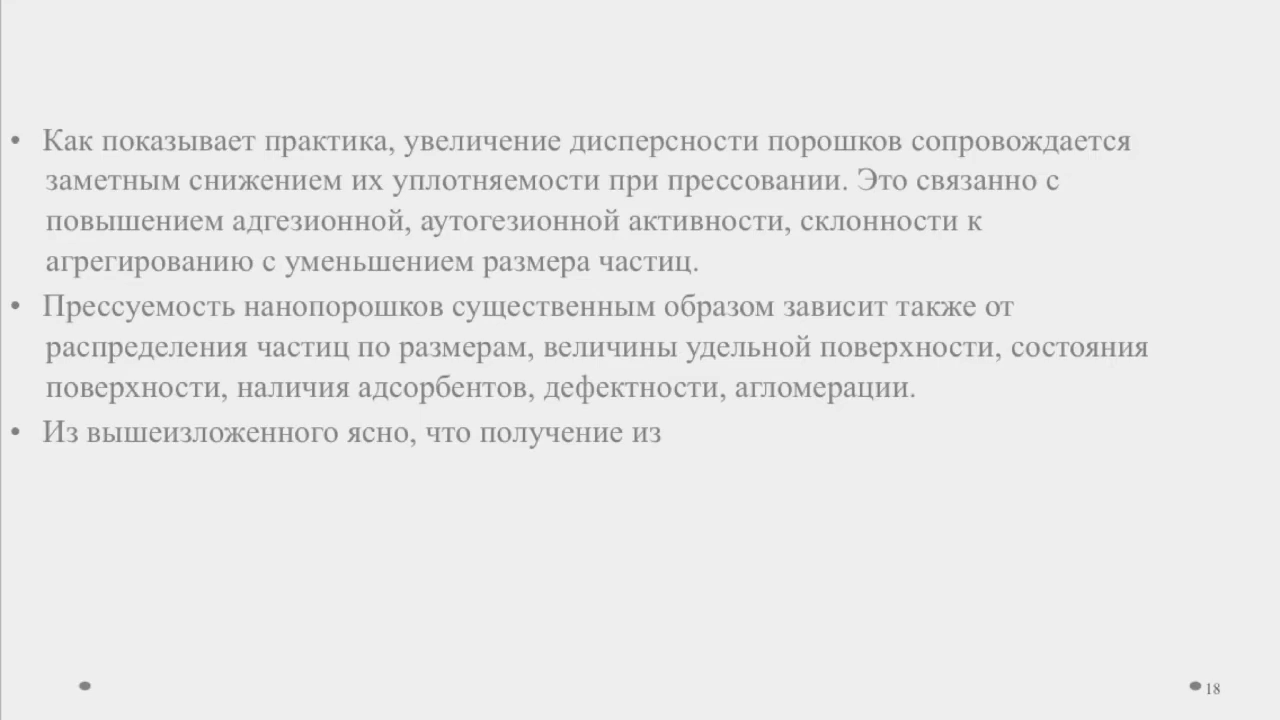 • Как показывает практика, увеличение дисперсности порошков сопровождается
заметным снижением их уплотняемости при прессовании. Это связанно с
повышением адгезионной, аутогезионной активности, склонности к
агрегированию с уменьшением размера частиц.
• Прессуемость нанопорошков существенным образом зависит также от
распределения частиц по размерам, величины удельной поверхности, состояния
поверхности, наличия адсорбентов, дефектности, агломерации.
• Из вышеизложенного ясно, что получение из
18